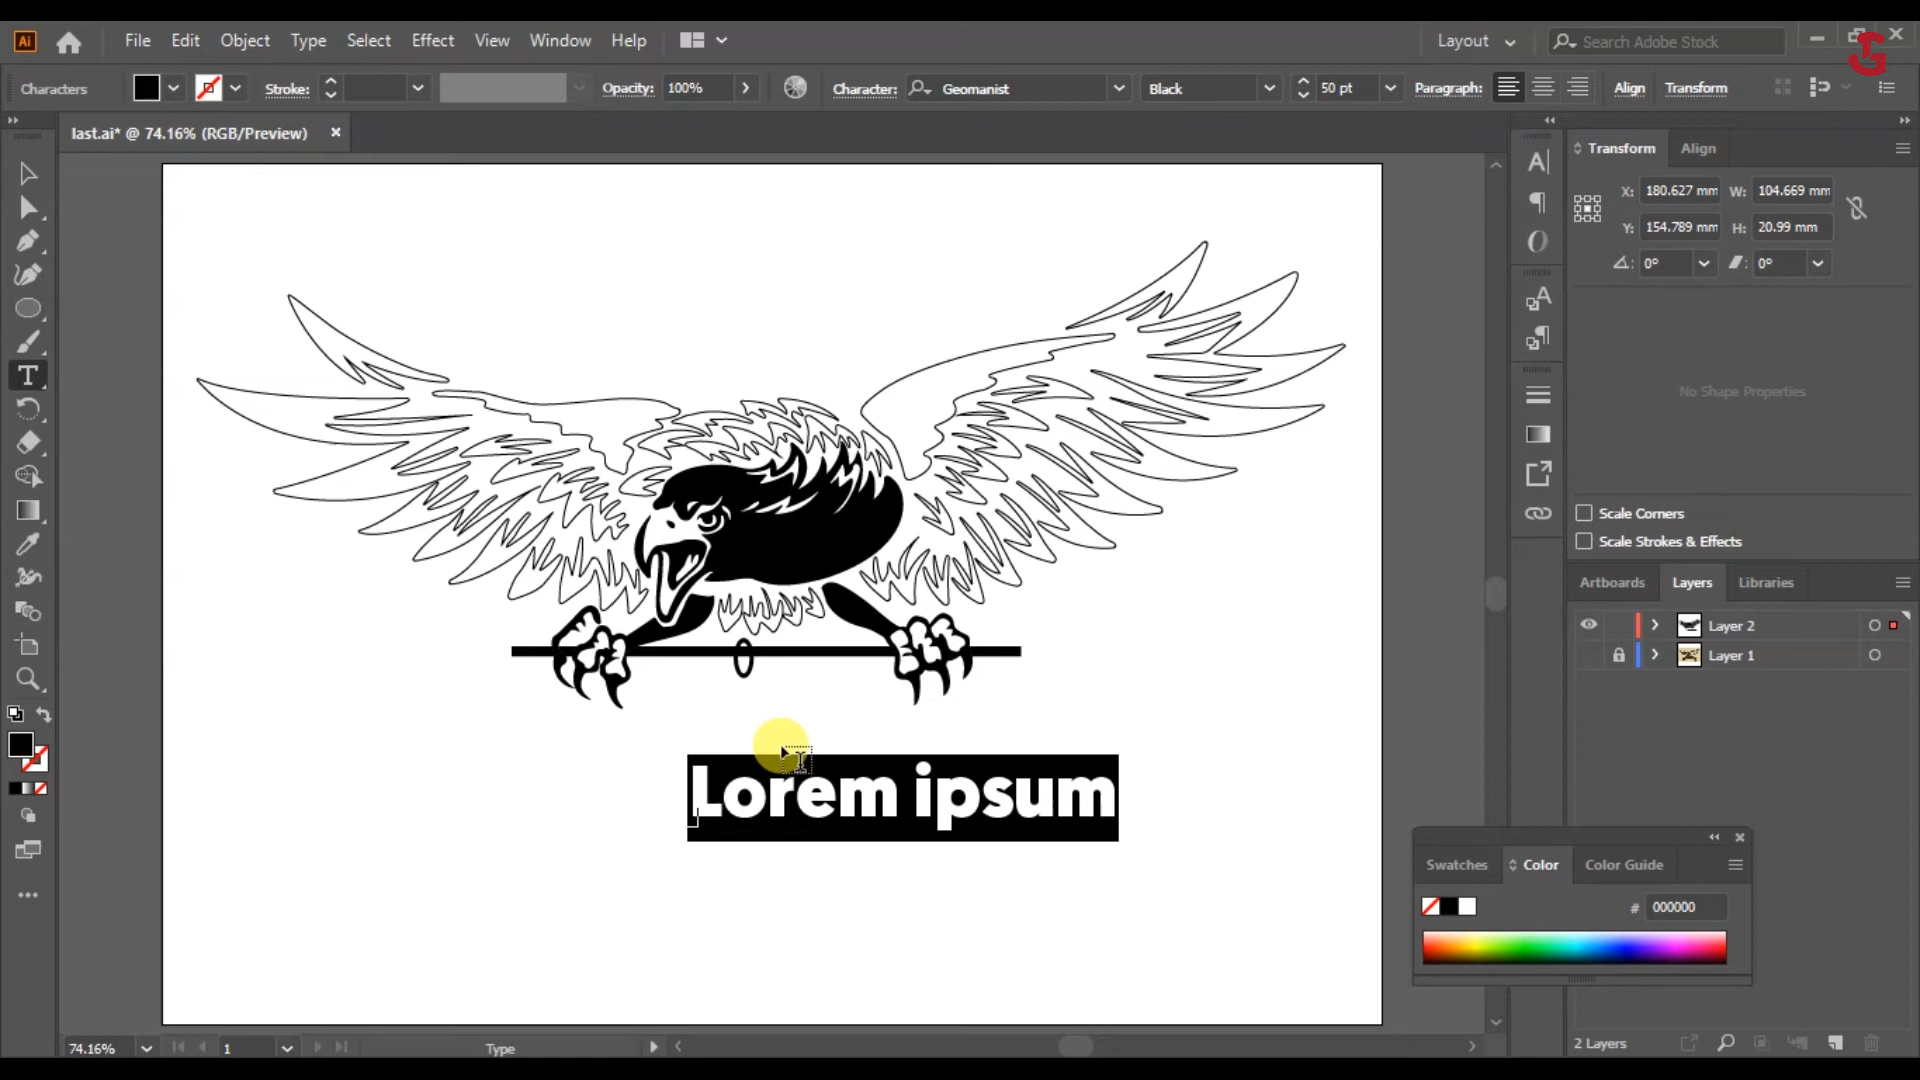 Ai File Edit Object Type Select Effect View Window Help Layout Search Adobe Stock
Characters Stroke: Opacity: 100% Character: Geomanist Black 50 pt Paragraph: Align Transform
last.ai* @ 74.16% (RGB/Preview)
Transform Align
X: 180.627 mm W: 104.669 mm
Y: 154.789 mm H: 20.99 mm
0° 0°
No Shape Properties
Scale Corners
Scale Strokes & Effects
Artboards Layers Libraries
Layer 2
Layer 1
Lorem ipsum
Swatches Color Color Guide
# 000000
74.16% 1 Type
2 Layers